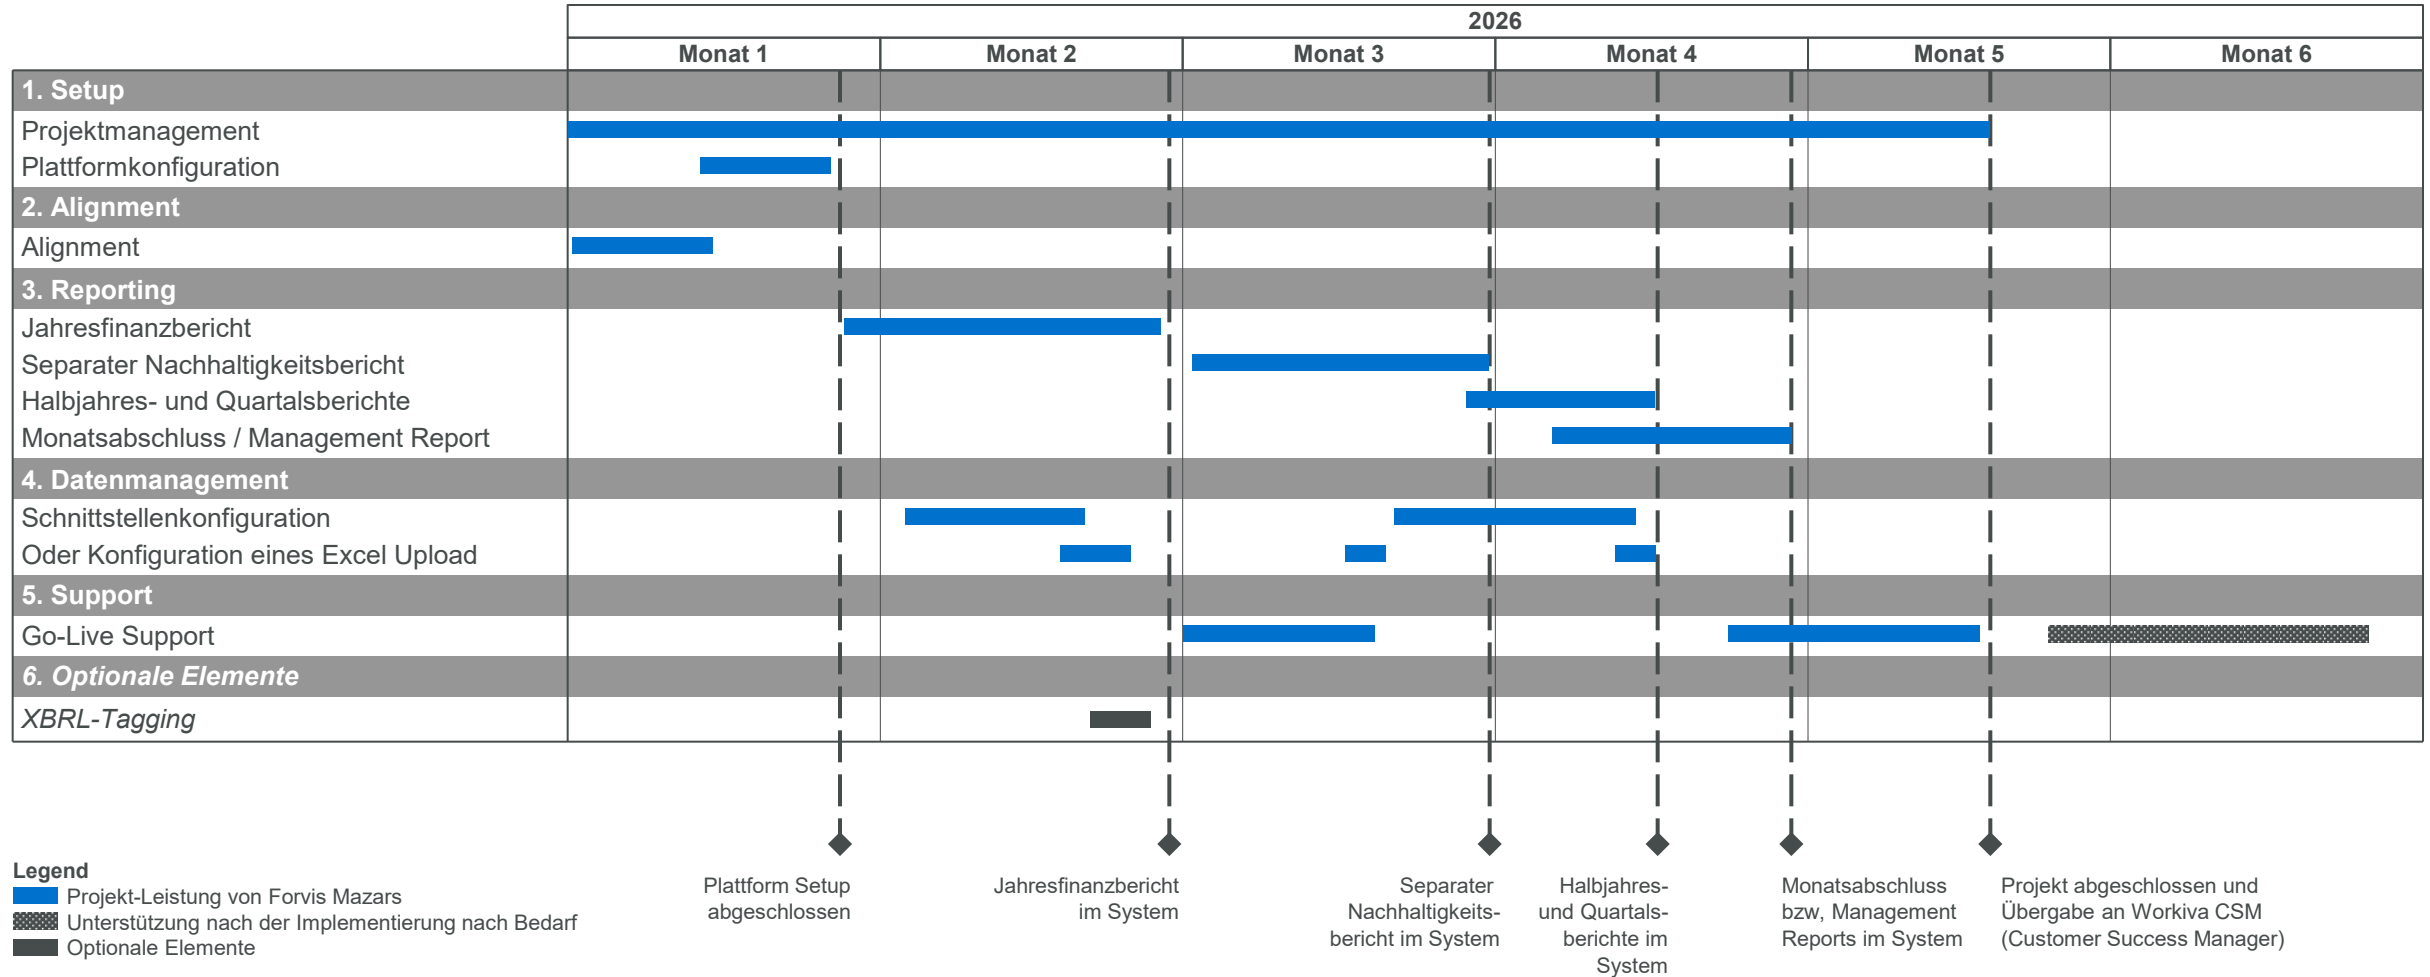 2026
Monat 1 Monat 2 Monat 3 Monat 4 Monat 5 Monat 6
1. Setup
Projektmanagement
Plattformkonfiguration
2. Alignment
Alignment
3. Reporting
Jahresfinanzbericht
Separater Nachhaltigkeitsbericht
Halbjahres- und Quartalsberichte
Monatsabschluss / Management Report
4. Datenmanagement
Schnittstellenkonfiguration
Oder Konfiguration eines Excel Upload
5. Support
Go-Live Support
6. Optionale Elemente
XBRL-Tagging
Legend
Projekt-Leistung von Forvis Mazars
Unterstützung nach der Implementierung nach Bedarf
Optionale Elemente
Plattform Setup
abgeschlossen
Jahresfinanzbericht
im System
Separater
Nachhaltigkeits-
bericht im System
Halbjahres-
und Quartals-
berichte im
System
Monatsabschluss
bzw, Management
Reports im System
Projekt abgeschlossen und
Übergabe an Workiva CSM
(Customer Success Manager)